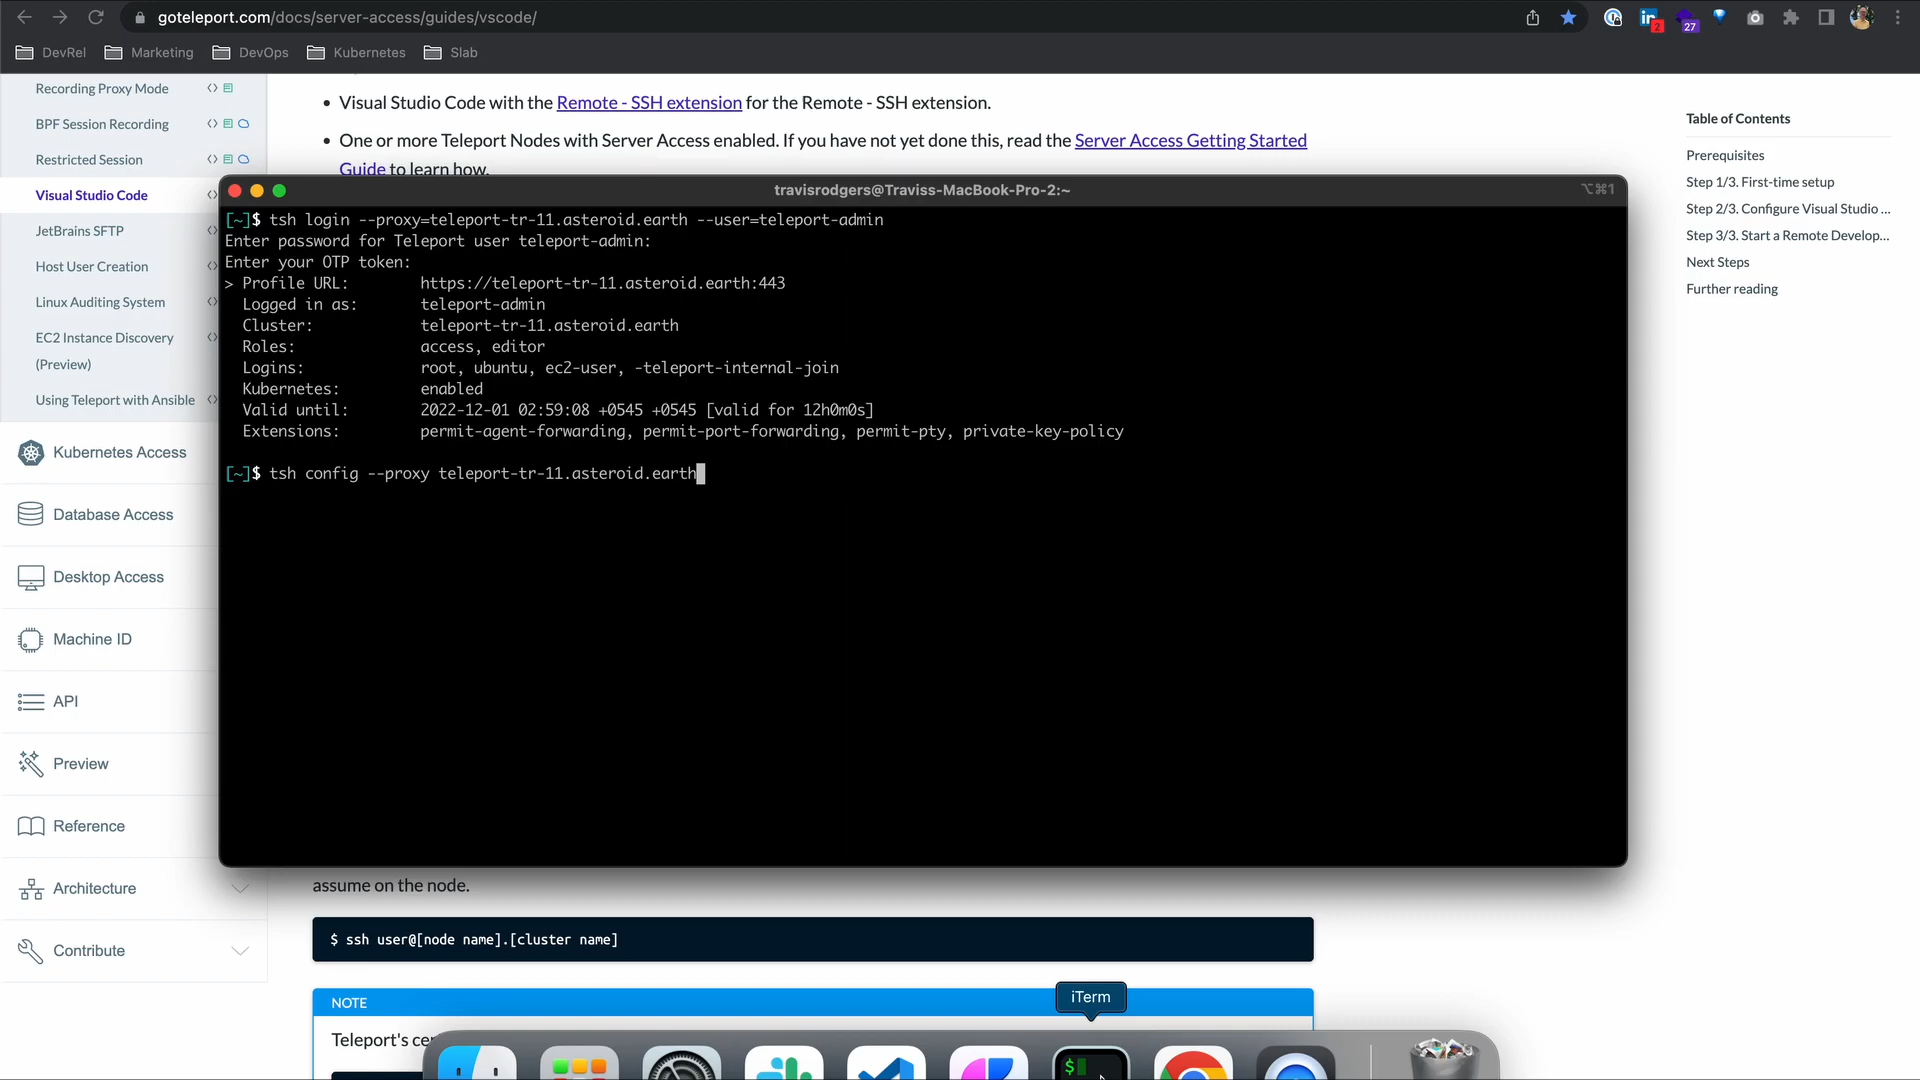 goteleport.com/docs/server-access/guides/vscode/
2
27
DevRel
Marketing
DevOps
Kubernetes
Slab
Recording Proxy Mode
BPF Session Recording
Restricted Session
Visual Studio Code
JetBrains SFTP
Host User Creation
Linux Auditing System
EC2 Instance Discovery
(Preview)
Using Teleport with Ansible
Kubernetes Access
Database Access
Desktop Access
Machine ID
API
Preview
Reference
Architecture
Contribute
• Visual Studio Code with the Remote - SSH extension for the Remote - SSH extension.
• One or more Teleport Nodes with Server Access enabled. If you have not yet done this, read the Server Access Getting Started
Guide to learn how.
travisrodgers@Traviss-MacBook-Pro-2:~
⌥⌘1
[~]$ tsh login --proxy=teleport-tr-11.asteroid.earth --user=teleport-admin
Enter password for Teleport user teleport-admin:
Enter your OTP token:
> Profile URL: https://teleport-tr-11.asteroid.earth:443
Logged in as: teleport-admin
Cluster: teleport-tr-11.asteroid.earth
Roles: access, editor
Logins: root, ubuntu, ec2-user, -teleport-internal-join
Kubernetes: enabled
Valid until: 2022-12-01 02:59:08 +0545 +0545 [valid for 12h0m0s]
Extensions: permit-agent-forwarding, permit-port-forwarding, permit-pty, private-key-policy
[~]$ tsh config --proxy teleport-tr-11.asteroid.earth
assume on the node.
$ ssh user@[node name].[cluster name]
NOTE
Teleport's
iTerm
$
Table of Contents
Prerequisites
Step 1/3. First-time setup
Step 2/3. Configure Visual Studio ...
Step 3/3. Start a Remote Develop...
Next Steps
Further reading